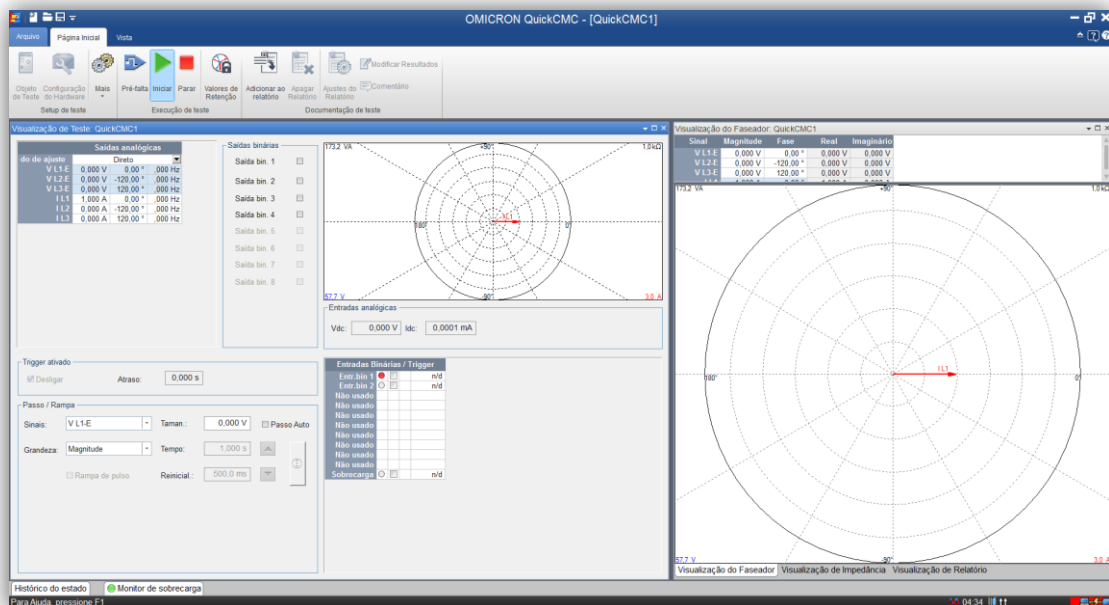 OMICRON QuickCMC - [QuickCMC1]
Arquivo Página Inicial Vista
Objeto de Teste
Configuração do Hardware
Mais
Setup de teste
Pré-falta
Iniciar
Parar
Valores de Retenção
Execução de teste
Adicionar ao relatório
Apagar Relatório
Ajustes do Relatório
Modificar Resultados
Comentário
Documentação de teste
Visualização de Teste: QuickCMC1
Saídas analógicas
do de ajuste Direto
V L1-E 0,000 V 0,00 ° ,000 Hz
V L2-E 0,000 V -120,00 ° ,000 Hz
V L3-E 0,000 V 120,00 ° ,000 Hz
I L1 1,000 A 0,00 ° ,000 Hz
I L2 0,000 A -120,00 ° ,000 Hz
I L3 0,000 A 120,00 ° ,000 Hz
Saídas binárias
Saída bin. 1
Saída bin. 2
Saída bin. 3
Saída bin. 4
Saída bin. 5
Saída bin. 6
Saída bin. 7
Saída bin. 8
173,2 VA +90° 1,0 kΩ
180° I L1 0°
57,7 V -90° 3,0 A
Entradas analógicas
Vdc: 0,000 V Idc: 0,0001 mA
Trigger ativado
Desligar Atraso: 0,000 s
Passo / Rampa
Sinais: V L1-E Taman.: 0,000 V Passo Auto
Grandeza: Magnitude Tempo: 1,000 s
Rampa de pulso Reinicial.: 500,0 ms
Entradas Binárias / Trigger
Entr.bin 1 n/d
Entr.bin 2 n/d
Não usado
Não usado
Não usado
Não usado
Não usado
Não usado
Não usado
Não usado
Sobrecarga n/d
Visualização do Faseador: QuickCMC1
Sinal Magnitude Fase Real Imaginário
V L1-E 0,000 V 0,00 ° 0,000 V 0,000 V
V L2-E 0,000 V -120,00 ° 0,000 V 0,000 V
V L3-E 0,000 V 120,00 ° 0,000 V 0,000 V
173,2 VA +90° 1,0 kΩ
180° I L1 0°
57,7 V -90° 3,0 A
Visualização do Faseador Visualização de Impedância Visualização de Relatório
Histórico do estado Monitor de sobrecarga
Para Ajuda, pressione F1 04:34